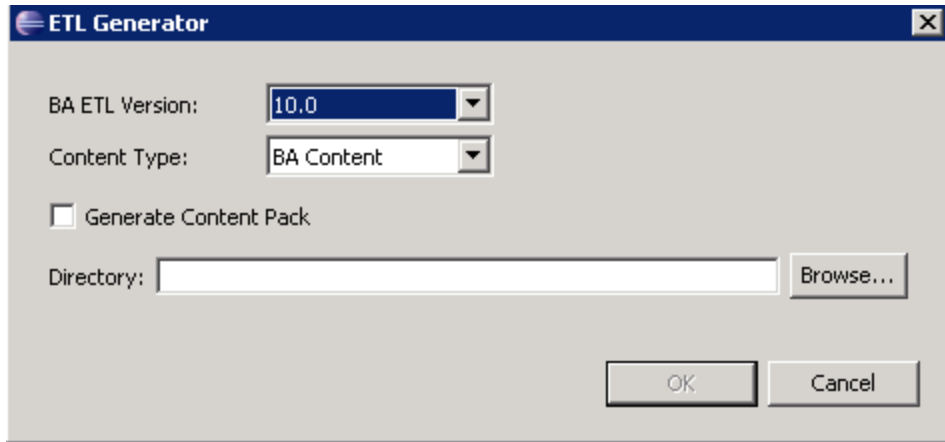 ETL Generator
BA ETL Version: 10.0
Content Type: BA Content
Generate Content Pack
Directory: Browse...
OK Cancel